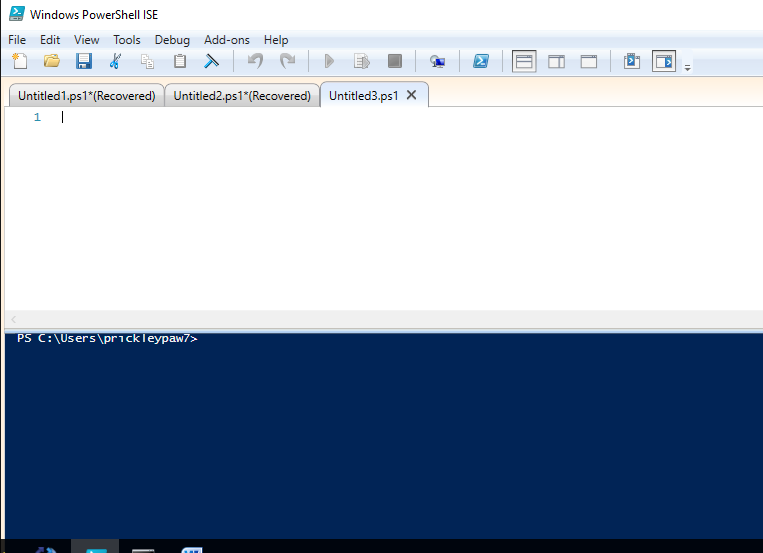 Windows PowerShell ISE
File Edit View Tools Debug Add-ons Help
Untitled1.ps1*(Recovered) Untitled2.ps1*(Recovered) Untitled3.ps1
1
PS C:\Users\prickleypaw7>